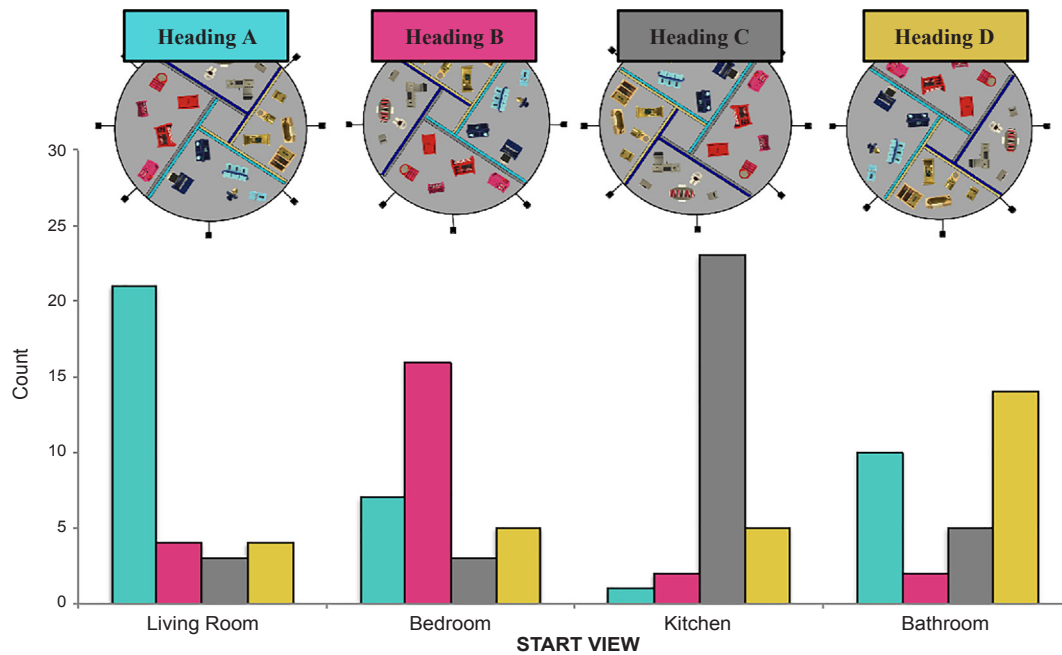 Heading A
Heading B
Heading C
Heading D
30
25
20
15
10
5
0
Count
Living Room
Bedroom
Kitchen
Bathroom
START VIEW